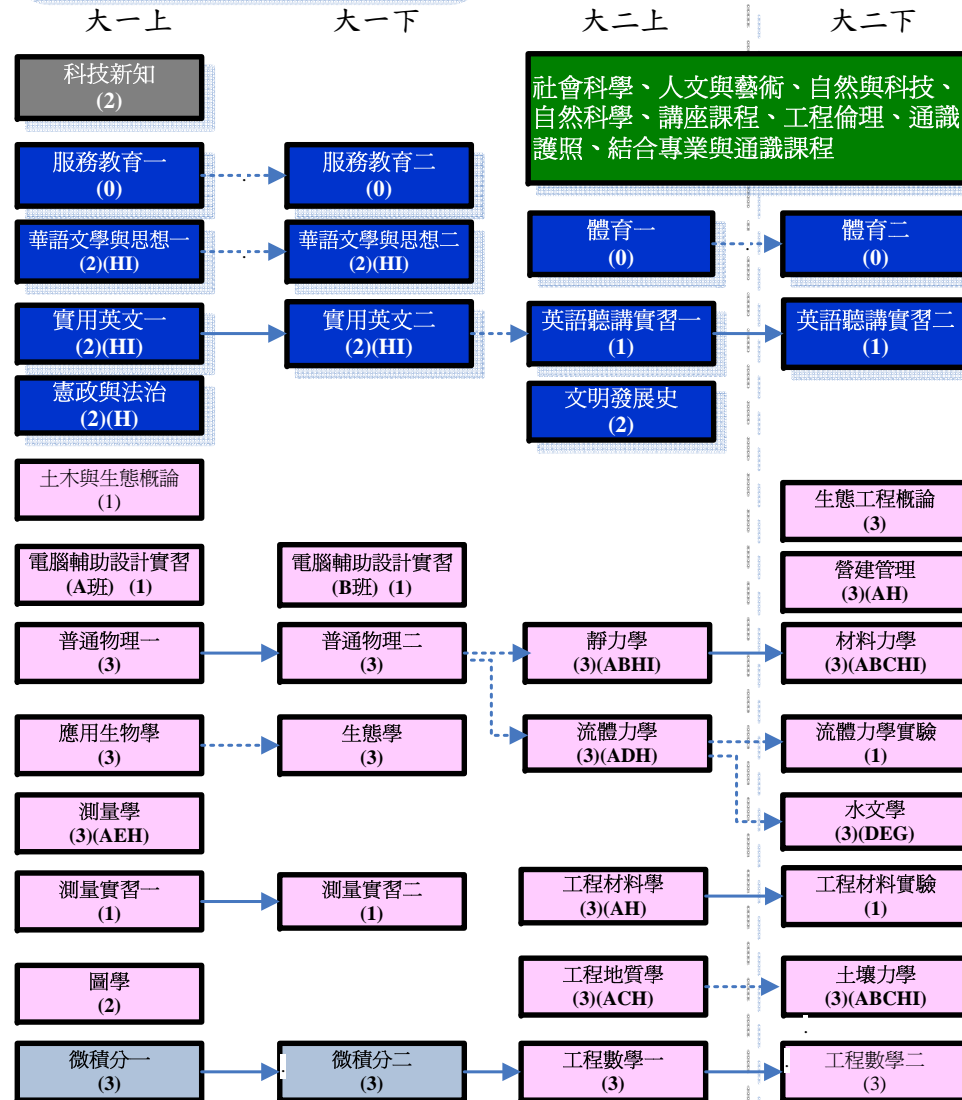 大一上
大一下
大二上
大二下
科技新知
(2)
社會科學、人文與藝術、自然與科技、
自然科學、講座課程、工程倫理、通識
護照、結合專業與通識課程
服務教育一
(0)
服務教育二
(0)
華語文學與思想一
(2)(HI)
華語文學與思想二
(2)(HI)
體育一
(0)
體育二
(0)
實用英文一
(2)(HI)
實用英文二
(2)(HI)
英語聽講實習一
(1)
英語聽講實習二
(1)
憲政與法治
(2)(H)
文明發展史
(2)
土木與生態概論
(1)
生態工程概論
(3)
電腦輔助設計實習
(A班) (1)
電腦輔助設計實習
(B班) (1)
營建管理
(3)(AH)
普通物理一
(3)
普通物理二
(3)
靜力學
(3)(ABHI)
材料力學
(3)(ABCHI)
應用生物學
(3)
生態學
(3)
流體力學
(3)(ADH)
流體力學實驗
(1)
測量學
(3)(AEH)
水文學
(3)(DEG)
測量實習一
(1)
測量實習二
(1)
工程材料學
(3)(AH)
工程材料實驗
(1)
圖學
(2)
工程地質學
(3)(ACH)
土壤力學
(3)(ABCHI)
微積分一
(3)
微積分二
(3)
工程數學一
(3)
工程數學二
(3)